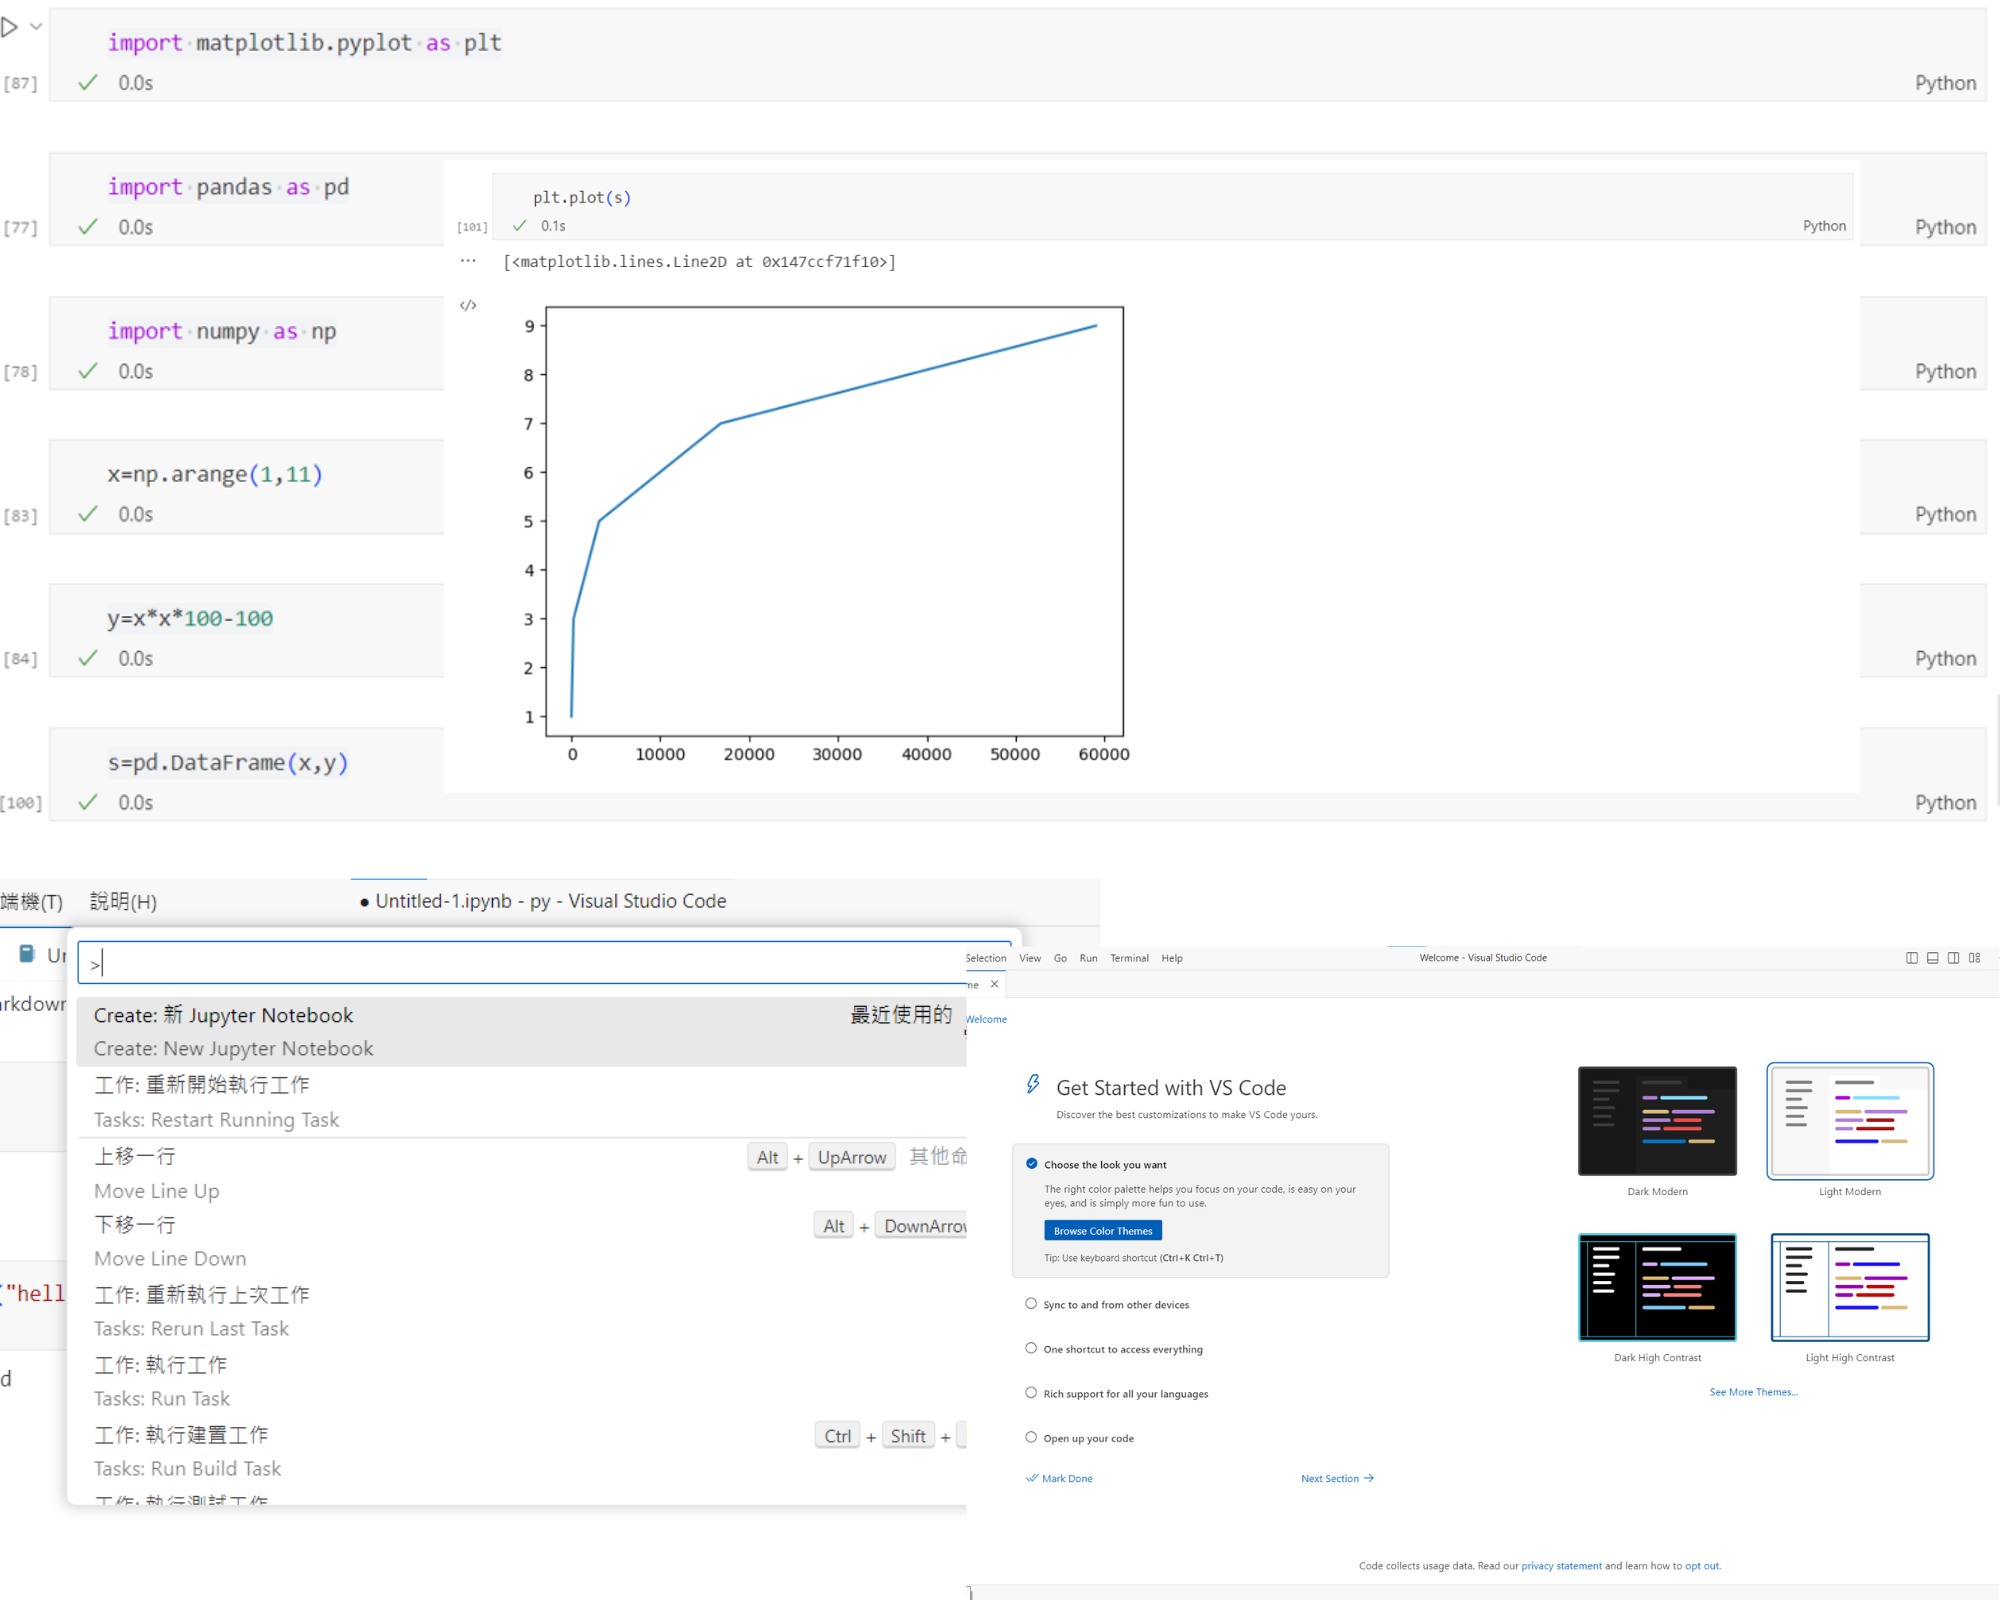 import matplotlib.pyplot as plt
[87] 0.0s Python
import pandas as pd
[77] 0.0s Python
import numpy as np
[78] 0.0s Python
x=np.arange(1,11)
[83] 0.0s Python
y=x*x*100-100
[84] 0.0s Python
s=pd.DataFrame(x,y)
[100] 0.0s Python
plt.plot(s)
[101] 0.1s Python
... [<matplotlib.lines.Line2D at 0x147ccf71f10>]
</>
9
8
7
6
5
4
3
2
1
0 10000 20000 30000 40000 50000 60000
端機(T) 說明(H) ● Untitled-1.ipynb - py - Visual Studio Code
Un
>
arkdown
Create: 新 Jupyter Notebook 最近使用的
Create: New Jupyter Notebook
工作: 重新開始執行工作
Tasks: Restart Running Task
上移一行 Alt + UpArrow 其他命
Move Line Up
下移一行 Alt + DownArrow
Move Line Down
("hell
工作: 重新執行上次工作
Tasks: Rerun Last Task
工作: 執行工作
d
Tasks: Run Task
工作: 執行建置工作 Ctrl + Shift +
Tasks: Run Build Task
工作: 執行測試工作
Selection View Go Run Terminal Help Welcome - Visual Studio Code
me ×
Welcome
Get Started with VS Code
Discover the best customizations to make VS Code yours.
Choose the look you want
The right color palette helps you focus on your code, is easy on your
eyes, and is simply more fun to use.
Browse Color Themes
Tip: Use keyboard shortcut (Ctrl+K Ctrl+T)
Sync to and from other devices
One shortcut to access everything
Rich support for all your languages
Open up your code
Mark Done Next Section →
Dark Modern Light Modern
Dark High Contrast Light High Contrast
See More Themes...
Code collects usage data. Read our privacy statement and learn how to opt out.